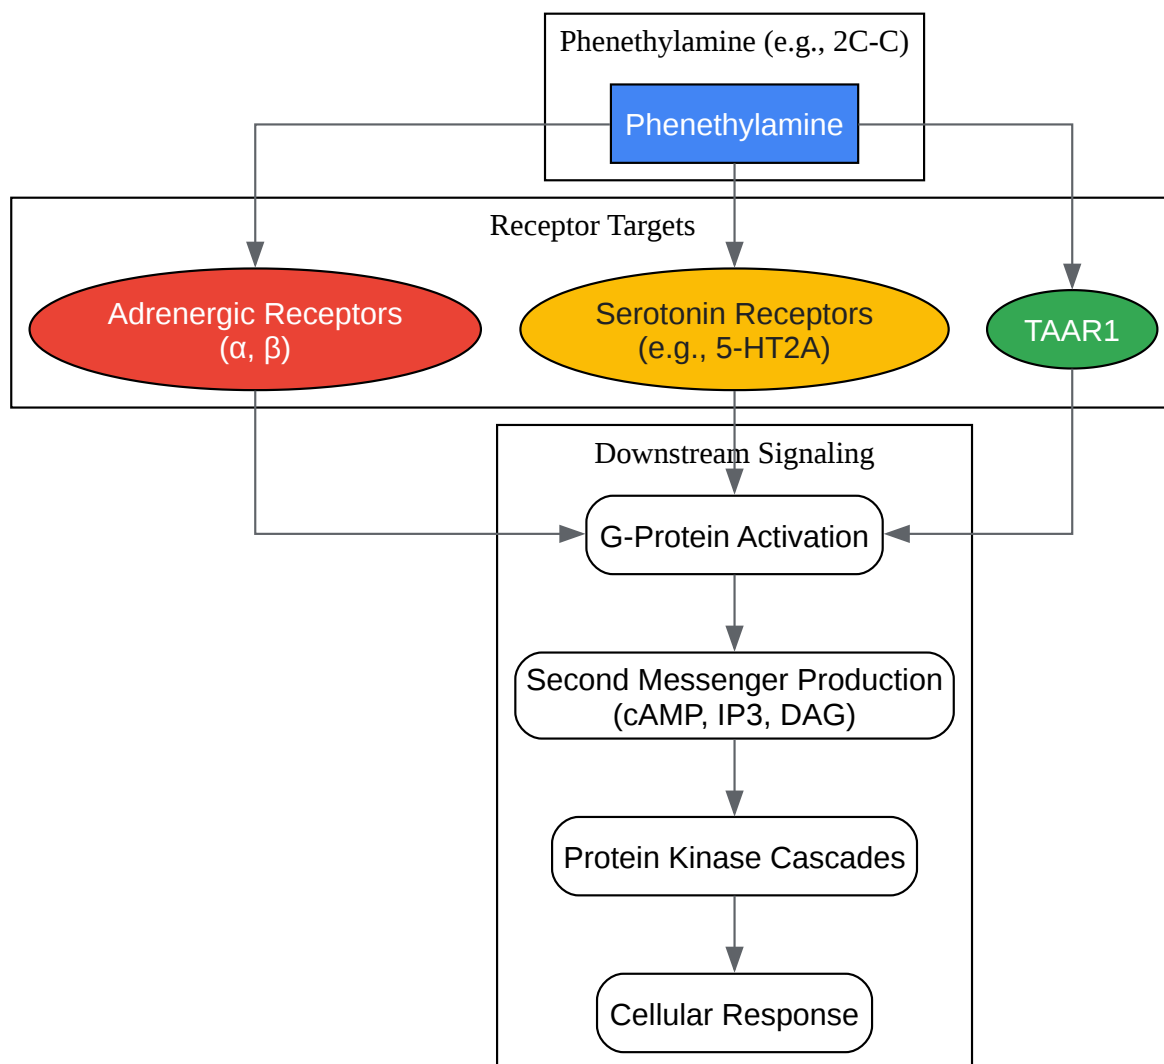 Phenethylamine (e.g., 2C-C)
Phenethylamine
Receptor Targets
Adrenergic Receptors
(α, β)
Serotonin Receptors
(e.g., 5-HT2A)
TAAR1
Downstream Signaling
G-Protein Activation
Second Messenger Production
(cAMP, IP3, DAG)
Protein Kinase Cascades
Cellular Response